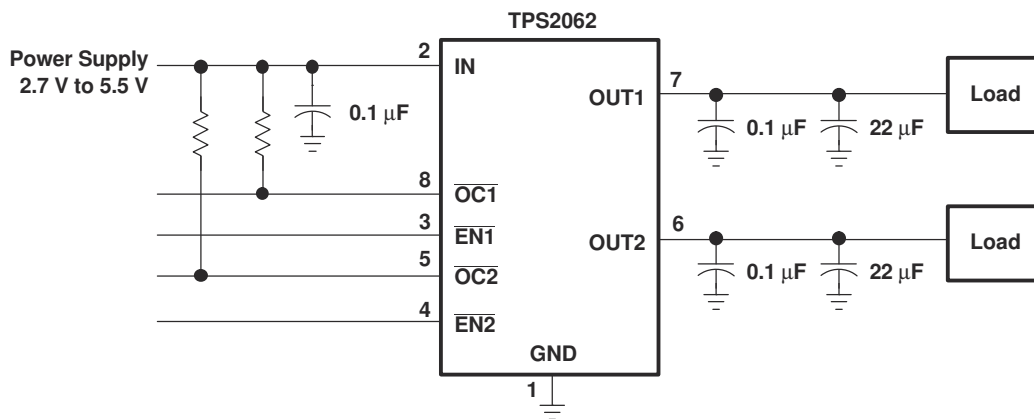 TPS2062
Power Supply
2.7 V to 5.5 V
2
IN
0.1 μF
8
OC1
3
EN1
5
OC2
4
EN2
GND
1
OUT1
7
0.1 μF
22 μF
Load
OUT2
6
0.1 μF
22 μF
Load